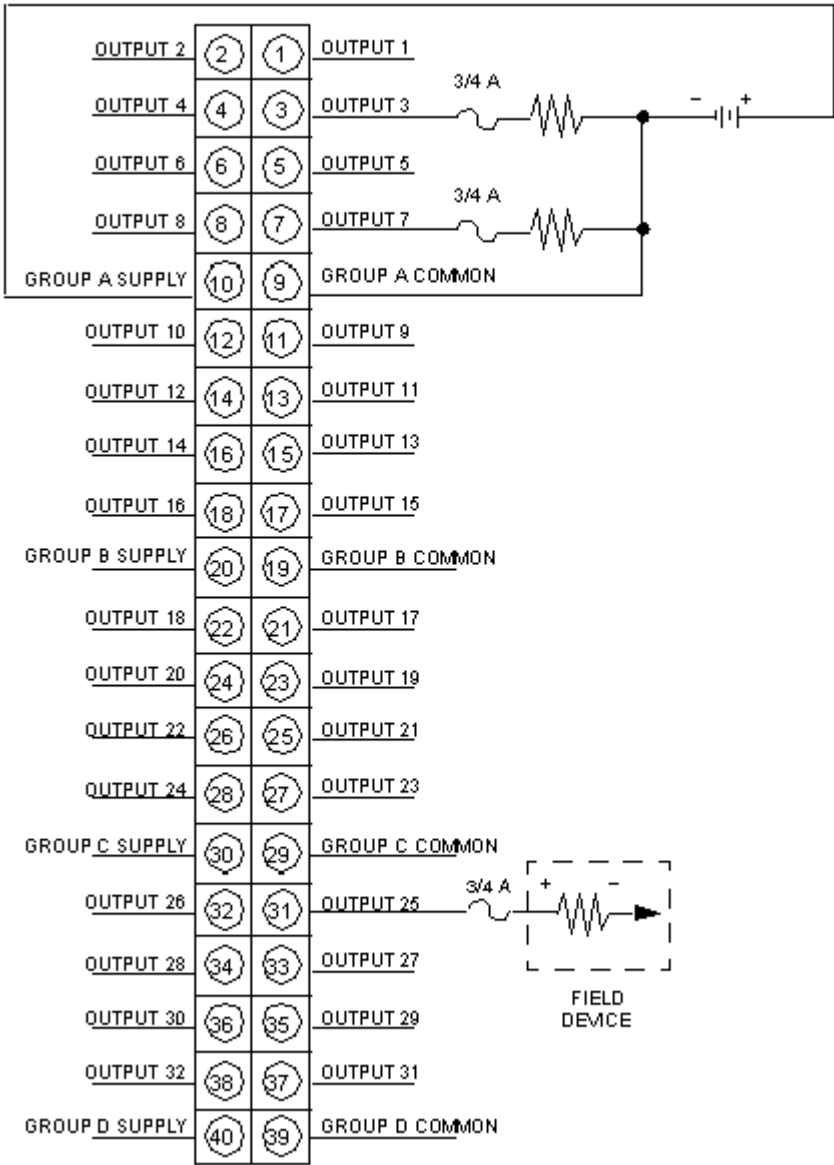 OUTPUT 2 2 1 OUTPUT 1
3/4 A
- +
OUTPUT 4 4 3 OUTPUT 3
OUTPUT 6 6 5 OUTPUT 5
3/4 A
OUTPUT 8 8 7 OUTPUT 7
GROUP A SUPPLY 10 9 GROUP A COMMON
OUTPUT 10 12 11 OUTPUT 9
OUTPUT 12 14 13 OUTPUT 11
OUTPUT 14 16 15 OUTPUT 13
OUTPUT 16 18 17 OUTPUT 15
GROUP B SUPPLY 20 19 GROUP B COMMON
OUTPUT 18 22 21 OUTPUT 17
OUTPUT 20 24 23 OUTPUT 19
OUTPUT 22 26 25 OUTPUT 21
OUTPUT 24 28 27 OUTPUT 23
GROUP C SUPPLY 30 29 GROUP C COMMON
3/4 A + -
OUTPUT 26 32 31 OUTPUT 25
OUTPUT 28 34 33 OUTPUT 27
FIELD
DEVICE
OUTPUT 30 36 35 OUTPUT 29
OUTPUT 32 38 37 OUTPUT 31
GROUP D SUPPLY 40 39 GROUP D COMMON